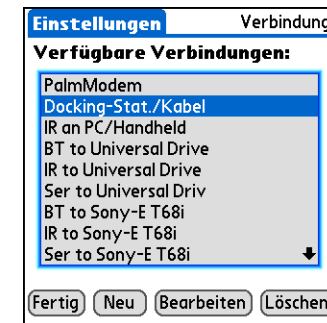 Einstellungen Verbindung
Verfügbare Verbindungen:
PalmModem
Docking-Stat./Kabel
IR an PC/Handheld
BT to Universal Drive
IR to Universal Drive
Ser to Universal Driv
BT to Sony-E T68i
IR to Sony-E T68i
Ser to Sony-E T68i
Fertig Neu Bearbeiten Löschen